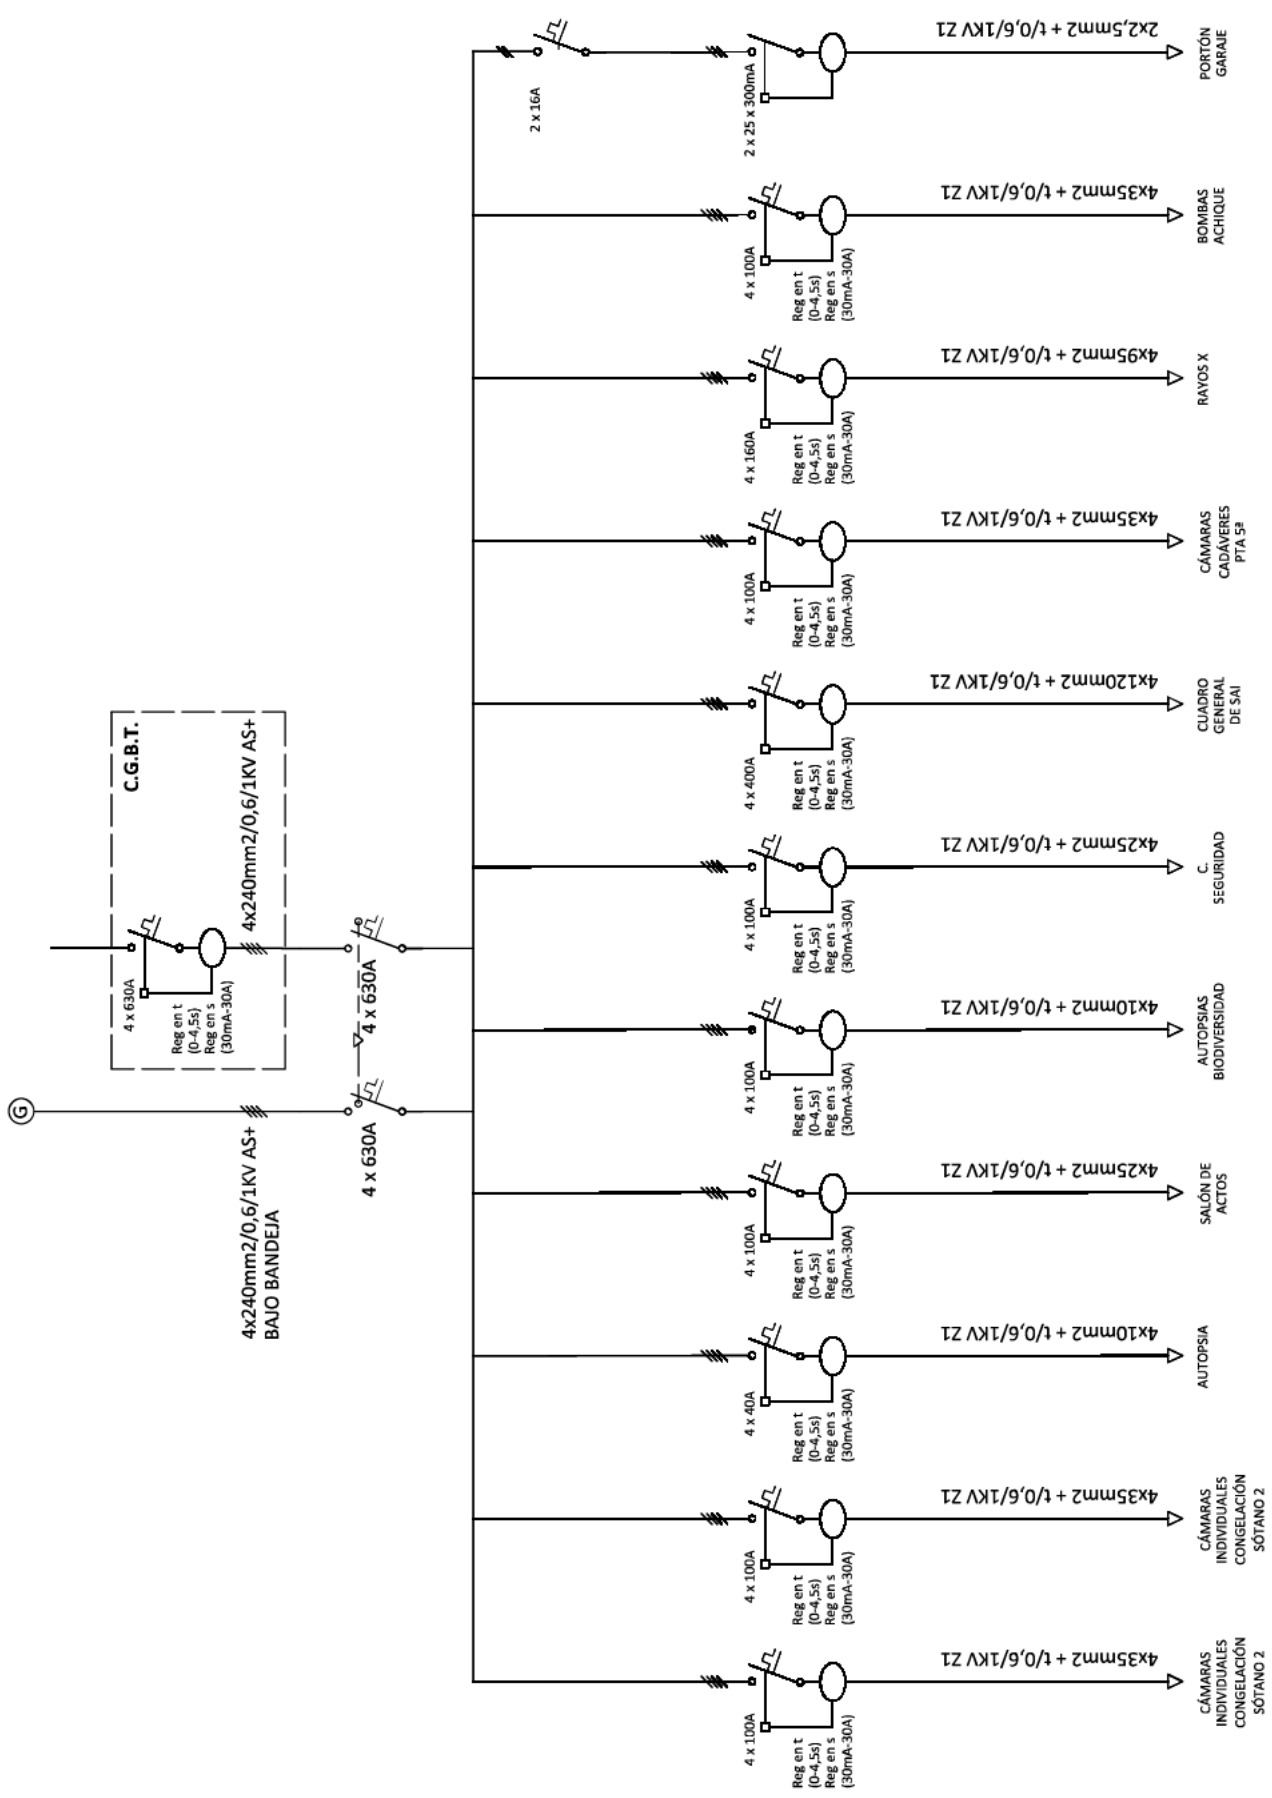 G
4x240mm2/0,6/1KV AS+
BAJO BANDEJA
4 x 630A
C.G.B.T.
4 x 630A
Reg en t
(0-4,5s)
Reg en s
(30mA-30A)
4x240mm2/0,6/1KV AS+
4 x 630A
4 x 100A
Reg en t
(0-4,5s)
Reg en s
(30mA-30A)
4x35mm2 + t/0,6/1KV Z1
CÁMARAS
INDIVIDUALES
CONGELACIÓN
SÓTANO 2
4 x 100A
Reg en t
(0-4,5s)
Reg en s
(30mA-30A)
4x35mm2 + t/0,6/1KV Z1
CÁMARAS
INDIVIDUALES
CONGELACIÓN
SÓTANO 2
4 x 40A
Reg en t
(0-4,5s)
Reg en s
(30mA-30A)
4x10mm2 + t/0,6/1KV Z1
AUTOPSIA
4 x 100A
Reg en t
(0-4,5s)
Reg en s
(30mA-30A)
4x25mm2 + t/0,6/1KV Z1
SALÓN DE
ACTOS
4 x 100A
Reg en t
(0-4,5s)
Reg en s
(30mA-30A)
4x10mm2 + t/0,6/1KV Z1
AUTOPSIAS
BIODIVERSIDAD
4 x 100A
Reg en t
(0-4,5s)
Reg en s
(30mA-30A)
4x25mm2 + t/0,6/1KV Z1
C.
SEGURIDAD
4 x 400A
Reg en t
(0-4,5s)
Reg en s
(30mA-30A)
4x120mm2 + t/0,6/1KV Z1
CUADRO
GENERAL
DE SAI
4 x 100A
Reg en t
(0-4,5s)
Reg en s
(30mA-30A)
4x35mm2 + t/0,6/1KV Z1
CÁMARAS
CADÁVERES
PTA 5ª
4 x 160A
Reg en t
(0-4,5s)
Reg en s
(30mA-30A)
4x95mm2 + t/0,6/1KV Z1
RAYOS X
4 x 100A
Reg en t
(0-4,5s)
Reg en s
(30mA-30A)
4x35mm2 + t/0,6/1KV Z1
BOMBAS
ACHIQUE
2 x 16A
2 x 25 x 300mA
2x2,5mm2 + t/0,6/1KV Z1
PORTÓN
GARAJE